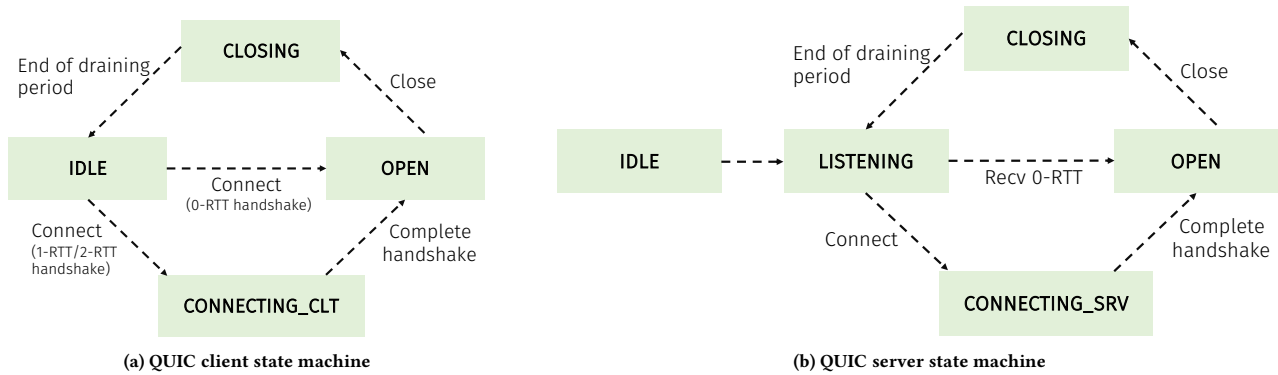 CLOSING
End of draining
period
Close
IDLE
OPEN
Connect
(0-RTT handshake)
Connect
(1-RTT/2-RTT
handshake)
Complete
handshake
CONNECTING_CLT
(a) QUIC client state machine
CLOSING
End of draining
period
Close
IDLE
LISTENING
OPEN
Recv 0-RTT
Connect
Complete
handshake
CONNECTING_SRV
(b) QUIC server state machine